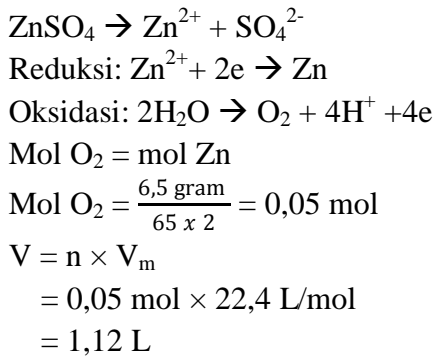 ZnSO₄ → Zn²⁺ + SO₄²⁻
Reduksi: Zn²⁺+ 2e → Zn
Oksidasi: 2H₂O → O₂ + 4H⁺ +4e
Mol O₂ = mol Zn
Mol O₂ = 6,5 gram / 65 x 2 = 0,05 mol
V = n × Vₘ
= 0,05 mol × 22,4 L/mol
= 1,12 L